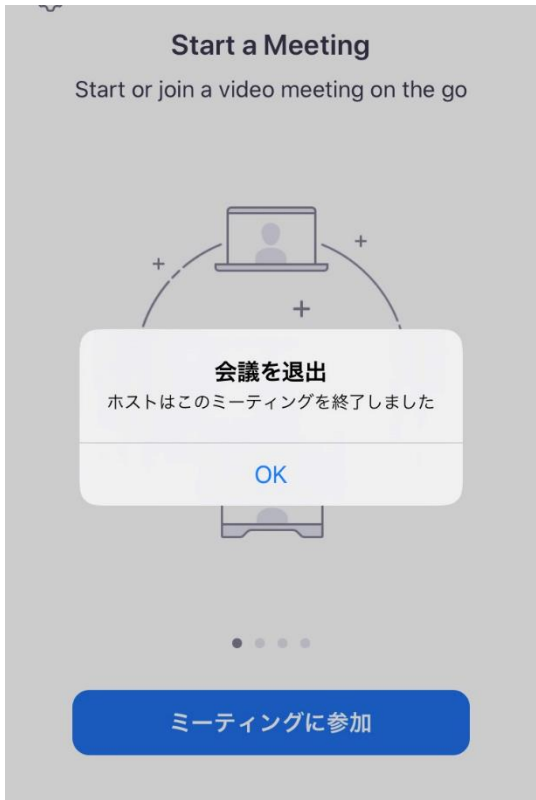 Start a Meeting
Start or join a video meeting on the go
会議を退出
ホストはこのミーティングを終了しました
OK
ミーティングに参加